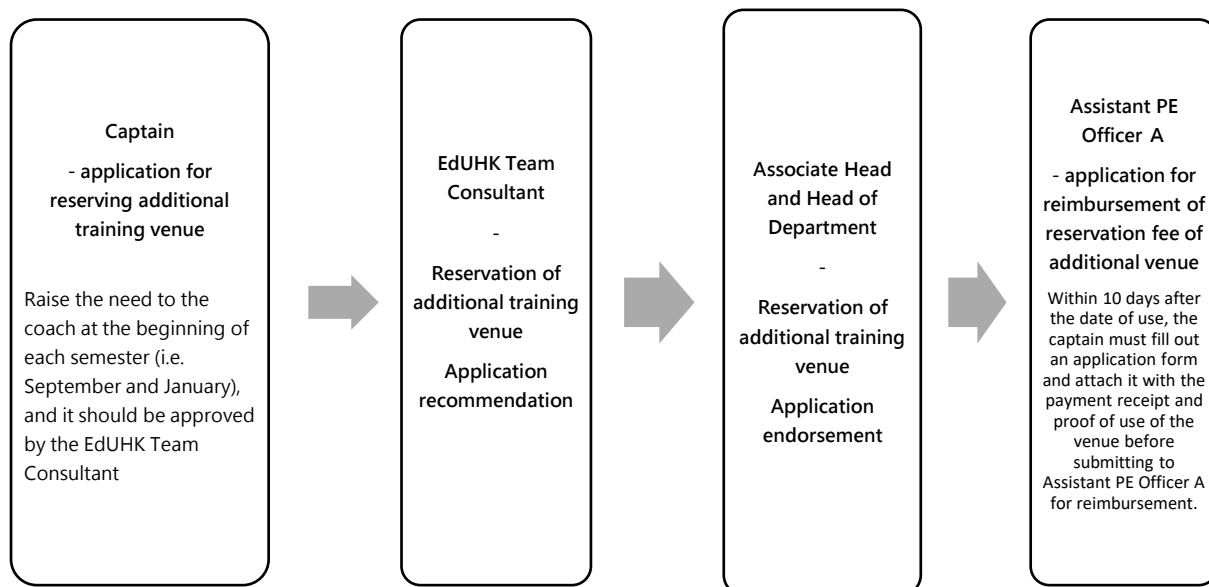 Captain
- application for
reserving additional
training venue
Raise the need to the
coach at the beginning of
each semester (i.e.
September and January),
and it should be approved
by the EdUHK Team
Consultant
EdUHK Team
Consultant
-
Reservation of
additional training
venue
Application
recommendation
Associate Head
and Head of
Department
-
Reservation of
additional training
venue
Application
endorsement
Assistant PE
Officer A
- application for
reimbursement of
reservation fee of
additional venue
Within 10 days after
the date of use, the
captain must fill out
an application form
and attach it with the
payment receipt and
proof of use of the
venue before
submitting to
Assistant PE Officer A
for reimbursement.